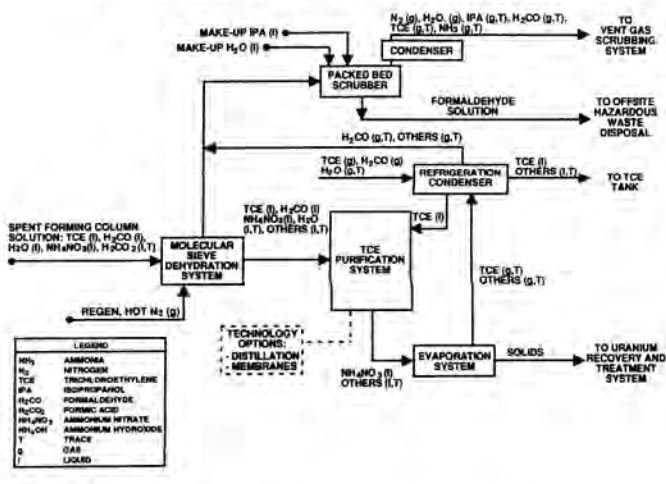 N₂ (g), H₂O, (g), IPA (g,T), H₂CO (g,T),
TCE (g,T), NH₃ (g,T)
TO
VENT GAS
SCRUBBING
SYSTEM
MAKE-UP IPA (l)
MAKE-UP H₂O (l)
CONDENSER
PACKED BED
SCRUBBER
FORMALDEHYDE
SOLUTION
TO OFFSITE
HAZARDOUS
WASTE
DISPOSAL
H₂CO (g,T), OTHERS (g,T)
TCE (g), H₂CO (g)
H₂O (g,T)
REFRIGERATION
CONDENSER
TCE (l)
OTHERS (l,T)
TO TCE
TANK
TCE (l), H₂CO (l)
NH₄NO₃(l), H₂O
(l,T), OTHERS (l,T)
TCE (l)
SPENT FORMING COLUMN
SOLUTION: TCE (l), H₂CO (l),
H₂O (l), NH₄NO₃(l), H₂CO₂ (l,T)
MOLECULAR
SIEVE
DEHYDRATION
SYSTEM
TCE
PURIFICATION
SYSTEM
TCE (g,T)
OTHERS (g,T)
REGEN, HOT N₂ (g)
TECHNOLOGY
OPTIONS:
- DISTILLATION
- MEMBRANES
NH₄NO₃ (l)
OTHERS (l,T)
EVAPORATION
SYSTEM
SOLIDS
TO URANIUM
RECOVERY AND
TREATMENT
SYSTEM
LEGEND
NH₃ AMMONIA
N₂ NITROGEN
TCE TRICHLOROETHYLENE
IPA ISOPROPANOL
H₂CO FORMALDEHYDE
H₂CO₂ FORMIC ACID
NH₄NO₃ AMMONIUM NITRATE
NH₄OH AMMONIUM HYDROXIDE
T TRACE
g GAS
l LIQUID